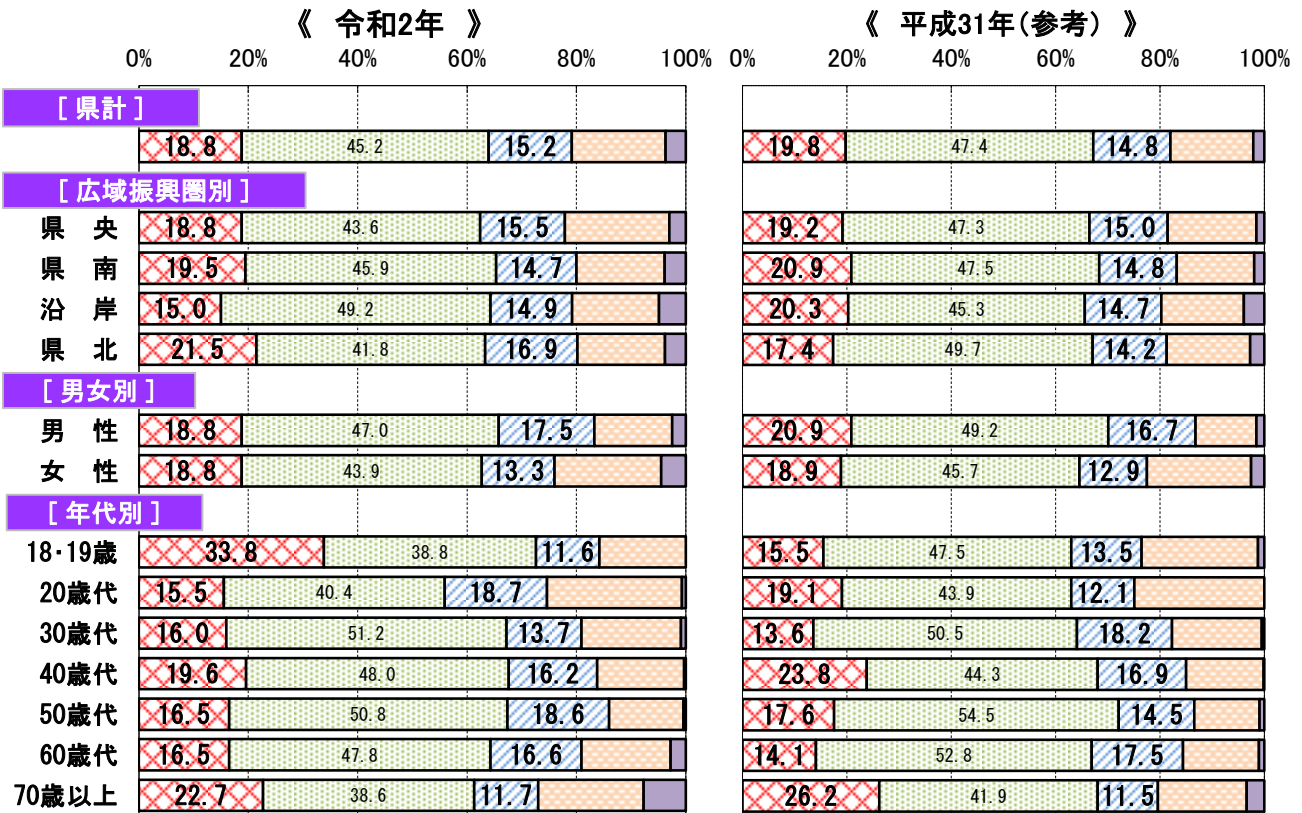 《 令和2年 》 《 平成31年(参考) 》
0% 20% 40% 60% 80% 100% 0% 20% 40% 60% 80% 100%
[ 県計 ]
18.8 45.2 15.2 19.8 47.4 14.8
[ 広域振興圏別 ]
県 央 18.8 43.6 15.5 19.2 47.3 15.0
県 南 19.5 45.9 14.7 20.9 47.5 14.8
沿 岸 15.0 49.2 14.9 20.3 45.3 14.7
県 北 21.5 41.8 16.9 17.4 49.7 14.2
[ 男女別 ]
男 性 18.8 47.0 17.5 20.9 49.2 16.7
女 性 18.8 43.9 13.3 18.9 45.7 12.9
[ 年代別 ]
18・19歳 33.8 38.8 11.6 15.5 47.5 13.5
20歳代 15.5 40.4 18.7 19.1 43.9 12.1
30歳代 16.0 51.2 13.7 13.6 50.5 18.2
40歳代 19.6 48.0 16.2 23.8 44.3 16.9
50歳代 16.5 50.8 18.6 17.6 54.5 14.5
60歳代 16.5 47.8 16.6 14.1 52.8 17.5
70歳以上 22.7 38.6 11.7 26.2 41.9 11.5